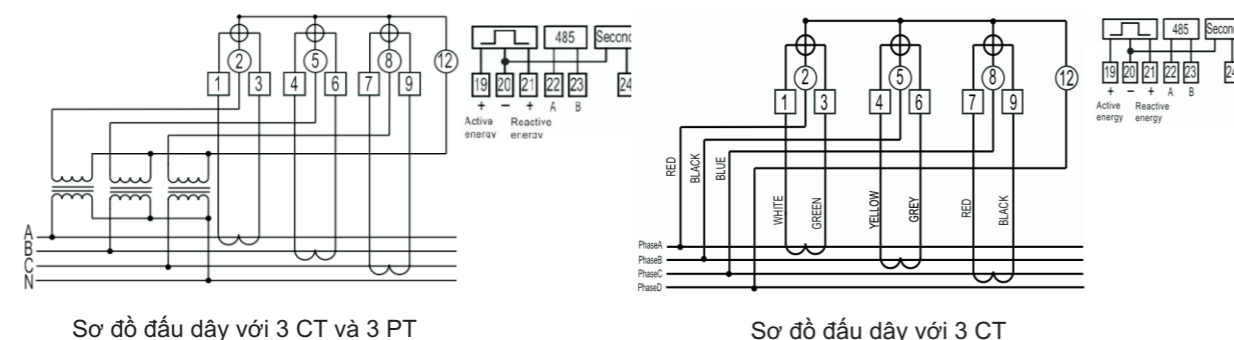 2 5 8 12
1 3 4 6 7 9
485 Second
19 20 21 22 23 24
+ − + A B
Active Reactive
energy energy
A
B
C
N
Sơ đồ đấu dây với 3 CT và 3 PT
2 5 8 12
1 3 4 6 7 9
485 Second
19 20 21 22 23
+ − + A B
Active Reactive
energy energy
RED
BLACK
BLUE
WHITE
GREEN
YELLOW
GREY
RED
BLACK
PhaseA
PhaseB
PhaseC
PhaseD
Sơ đồ đấu dây với 3 CT